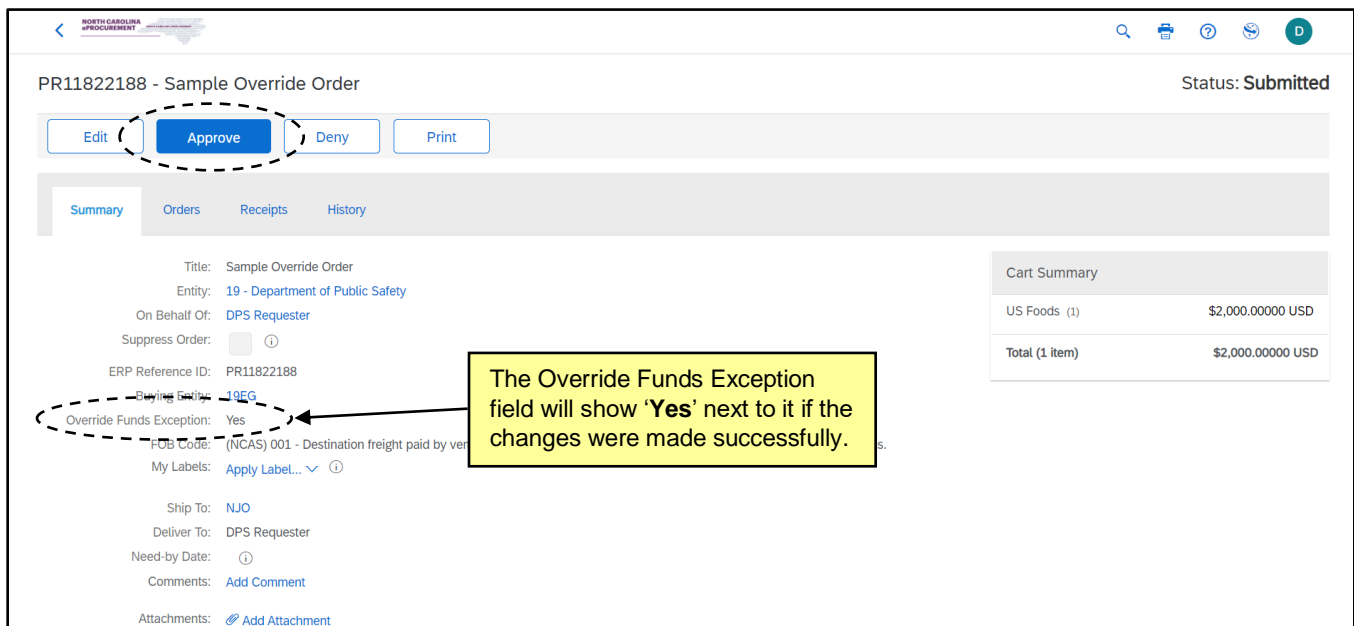 NORTH CAROLINA
ePROCUREMENT
D
PR11822188 - Sample Override Order
Status: Submitted
Edit
Approve
Deny
Print
Summary
Orders
Receipts
History
Title: Sample Override Order
Entity: 19 - Department of Public Safety
On Behalf Of: DPS Requester
Suppress Order:
ERP Reference ID: PR11822188
Buying Entity: 19EG
Override Funds Exception: Yes
FOB Code: (NCAS) 001 - Destination freight paid by ver s.
My Labels: Apply Label...
Ship To: NJO
Deliver To: DPS Requester
Need-by Date:
Comments: Add Comment
Attachments: Add Attachment
Cart Summary
US Foods (1) $2,000.00000 USD
Total (1 item) $2,000.00000 USD
The Override Funds Exception
field will show ‘Yes’ next to it if the
changes were made successfully.